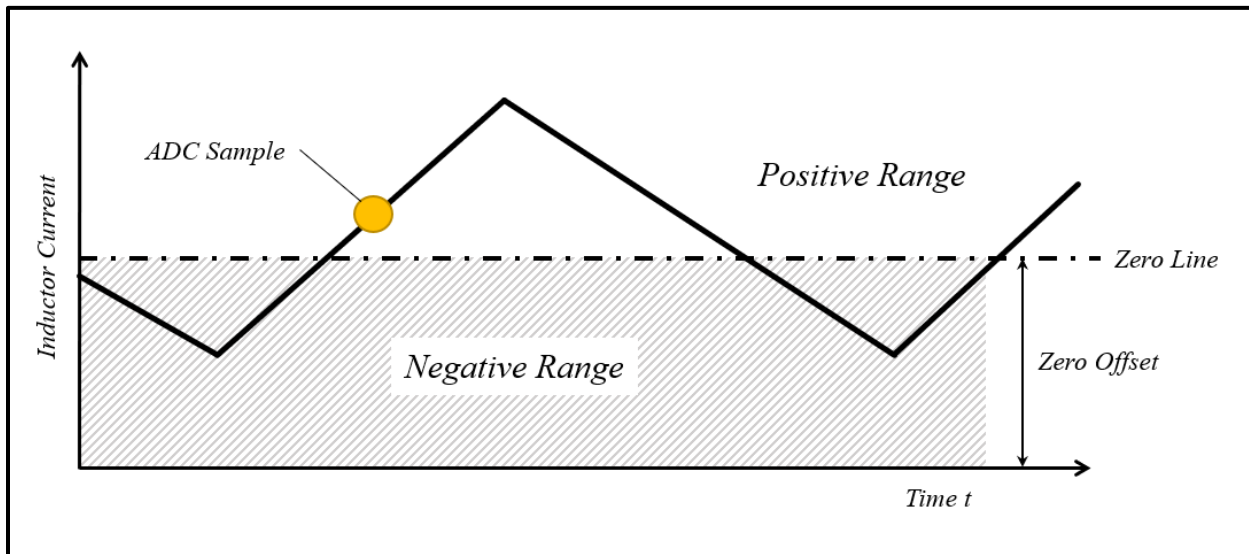 ADC Sample
Positive Range
Inductor Current
Zero Line
Negative Range
Zero Offset
Time t